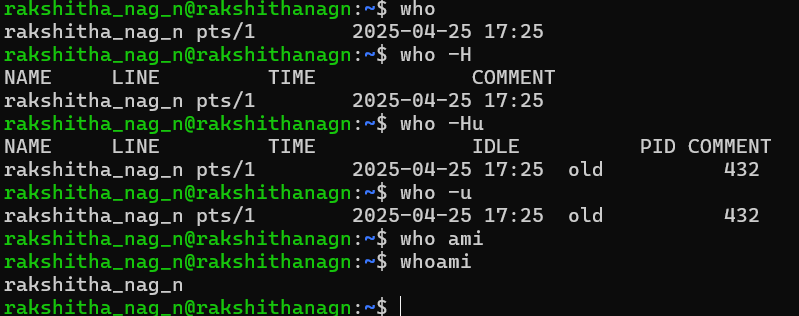 rakshitha_nag_n@rakshithanagn:~$ who
rakshitha_nag_n pts/1        2025-04-25 17:25
rakshitha_nag_n@rakshithanagn:~$ who -H
NAME     LINE         TIME             COMMENT
rakshitha_nag_n pts/1        2025-04-25 17:25
rakshitha_nag_n@rakshithanagn:~$ who -Hu
NAME     LINE         TIME             IDLE          PID COMMENT
rakshitha_nag_n pts/1        2025-04-25 17:25  old          432
rakshitha_nag_n@rakshithanagn:~$ who -u
rakshitha_nag_n pts/1        2025-04-25 17:25  old          432
rakshitha_nag_n@rakshithanagn:~$ who ami
rakshitha_nag_n@rakshithanagn:~$ whoami
rakshitha_nag_n
rakshitha_nag_n@rakshithanagn:~$